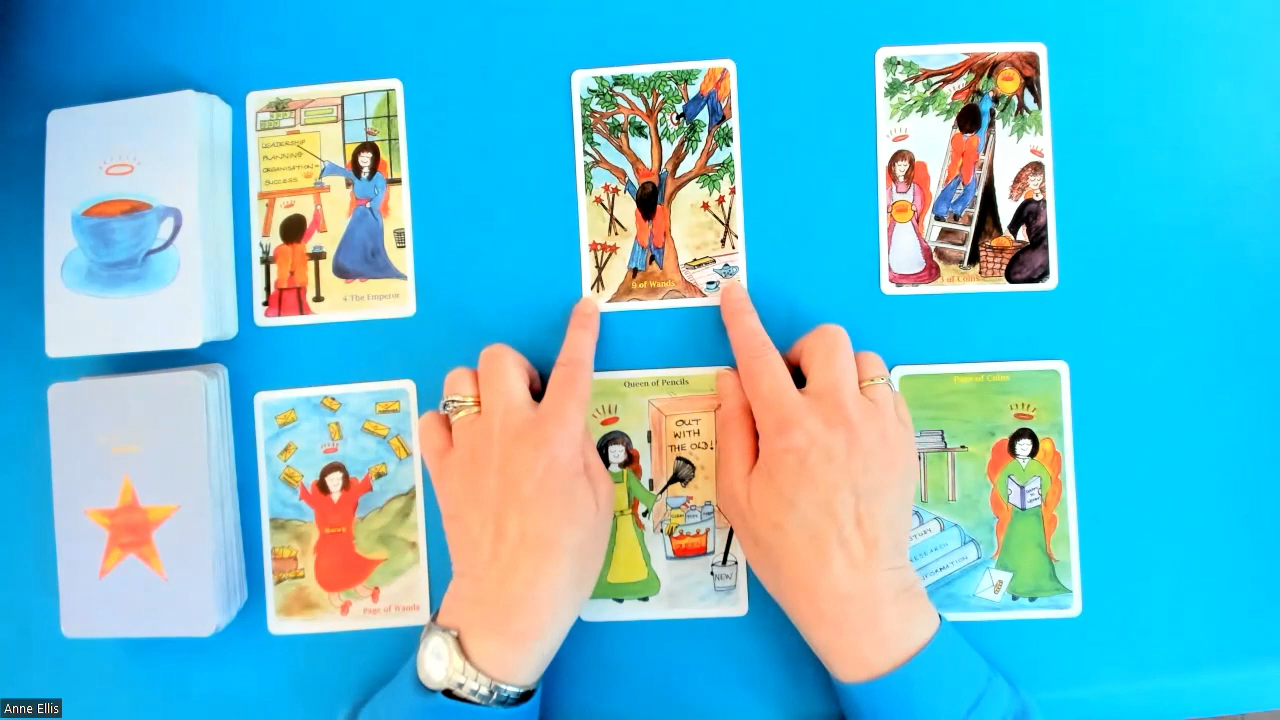 LEADERSHIP
PLANNING
ORGANISATION =
SUCCESS
4 The Emperor
9 of Wands
of Coins
Page of Wands
Queen of Pencils
OUT
WITH
THE OLD!
NEW
Page of Coins
RESEARCH
INFORMATION
Anne Ellis